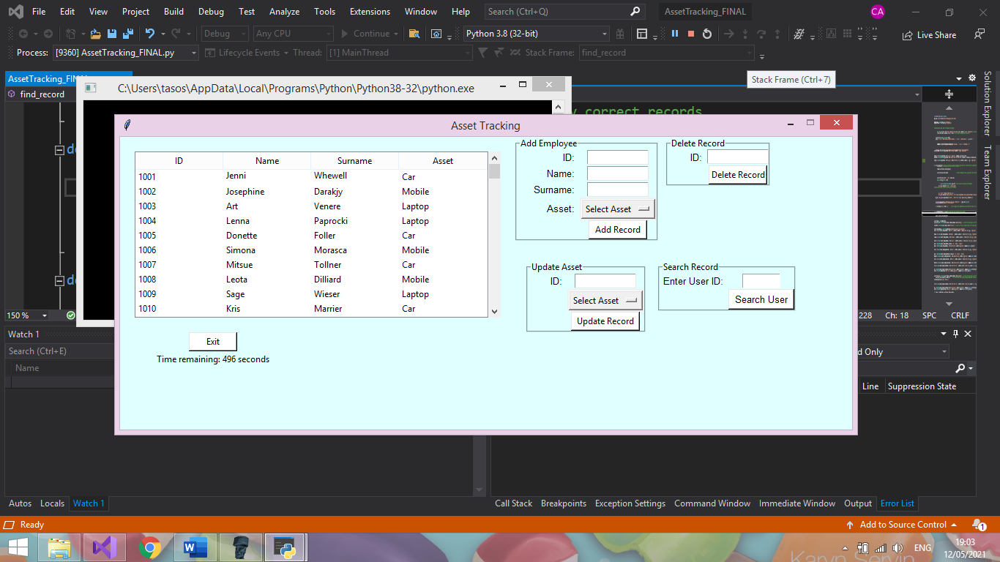 File Edit View Project Build Debug Test Analyze Tools Extensions Window Help Search (Ctrl+Q) AssetTracking_FINAL CA
Debug Any CPU Continue Python 3.8 (32-bit) Live Share
Process: [9360] AssetTracking_FINAL.py Lifecycle Events Thread: [1] MainThread Stack Frame: find_record
Stack Frame (Ctrl+7)
find_record
C:\Users\tasos\AppData\Local\Programs\Python\Python38-32\python.exe
correct records
Asset Tracking
ID Name Surname Asset
1001 Jenni Whewell Car
1002 Josephine Darakjy Mobile
1003 Art Venere Laptop
1004 Lenna Paprocki Laptop
1005 Donette Foller Car
1006 Simona Morasca Mobile
1007 Mitsue Tollner Car
1008 Leota Dilliard Mobile
1009 Sage Wieser Laptop
1010 Kris Marrier Car
Exit
Time remaining: 496 seconds
Add Employee
ID:
Name:
Surname:
Asset: Select Asset
Add Record
Delete Record
ID:
Delete Record
Update Asset
ID:
Select Asset
Update Record
Search Record
Enter User ID:
Search User
Solution Explorer
Team Explorer
150 % 228 Ch: 18 SPC CRLF
Watch 1
Search (Ctrl+E)
Name
d Only
Line Suppression State
Autos Locals Watch 1
Call Stack Breakpoints Exception Settings Command Window Immediate Window Output Error List
Ready Add to Source Control 1
ENG 19:03
12/05/2021
Karyn Servin